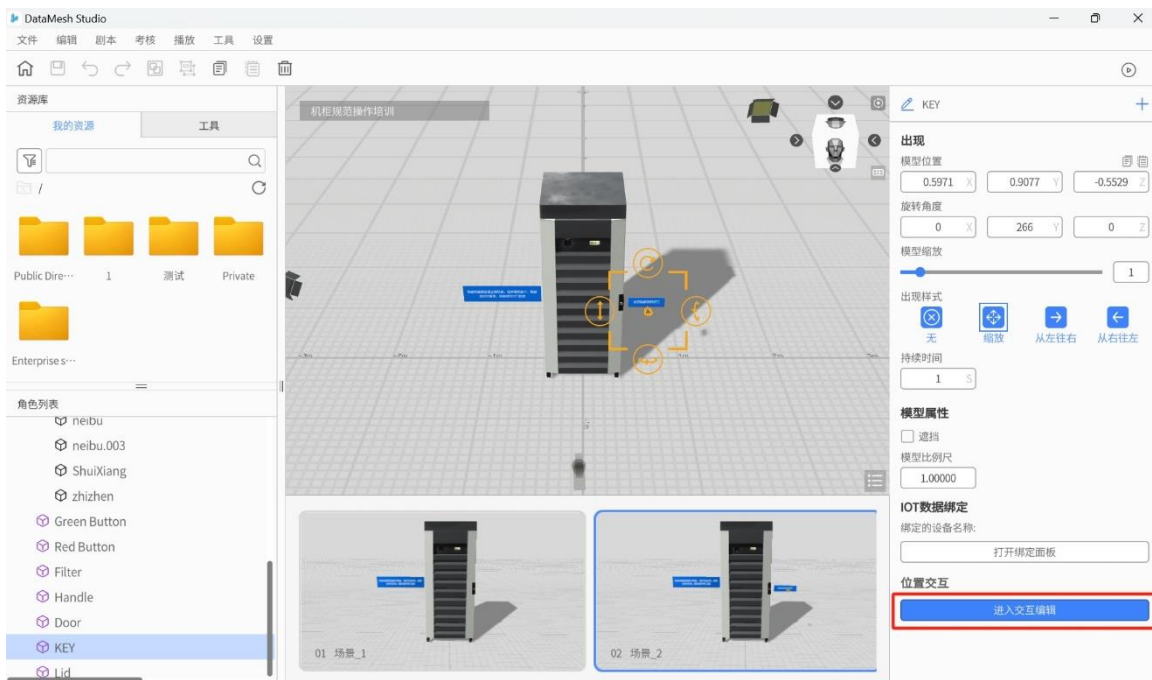 DataMesh Studio
文件 编辑 剧本 考核 播放 工具 设置
资源库
我的资源 工具
/
Public Dire··· 1 测试 Private
Enterprise s···
角色列表
neibu
neibu.003
ShuiXiang
zhizhen
Green Button
Red Button
Filter
Handle
Door
KEY
Lid
机柜规范操作培训
01 场景_1
02 场景_2
KEY
出现
模型位置
0.5971 X 0.9077 Y -0.5529 Z
旋转角度
0 X 266 Y 0 Z
模型缩放
1
出现样式
无 缩放 从左往右 从右往左
持续时间
1 S
模型属性
遮挡
模型比例尺
1.00000
IOT数据绑定
绑定的设备名称:
打开绑定面板
位置交互
进入交互编辑